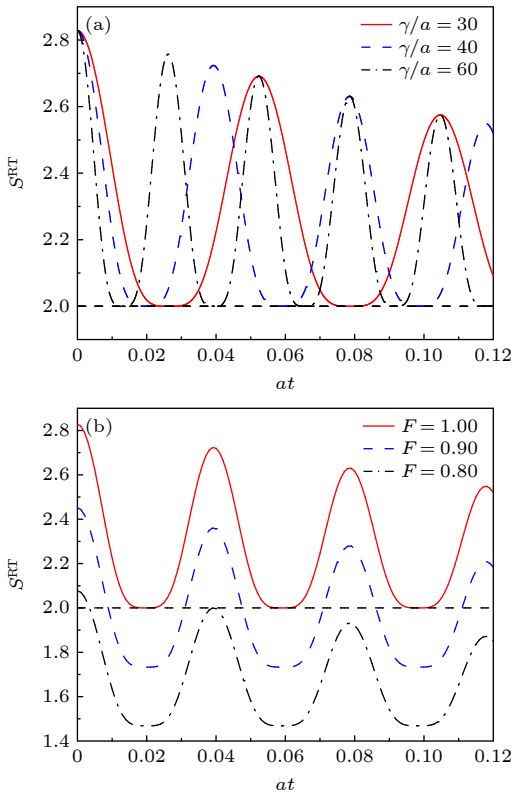 (a)
γ/a = 30
γ/a = 40
γ/a = 60
2.8
2.6
2.4
2.2
2.0
S^RT
0 0.02 0.04 0.06 0.08 0.10 0.12
at
(b)
F = 1.00
F = 0.90
F = 0.80
2.8
2.6
2.4
2.2
2.0
1.8
1.6
1.4
S^RT
0 0.02 0.04 0.06 0.08 0.10 0.12
at